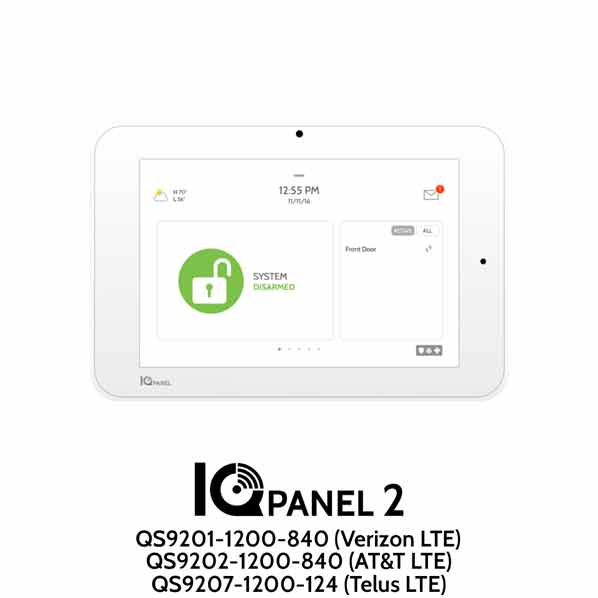 H 70°
L 56°
12:55 PM
11/11/16
1
ACTIVE ALL
Front Door
SYSTEM
DISARMED
IQ PANEL
IQ PANEL 2
QS9201-1200-840 (Verizon LTE)
QS9202-1200-840 (AT&T LTE)
QS9207-1200-124 (Telus LTE)